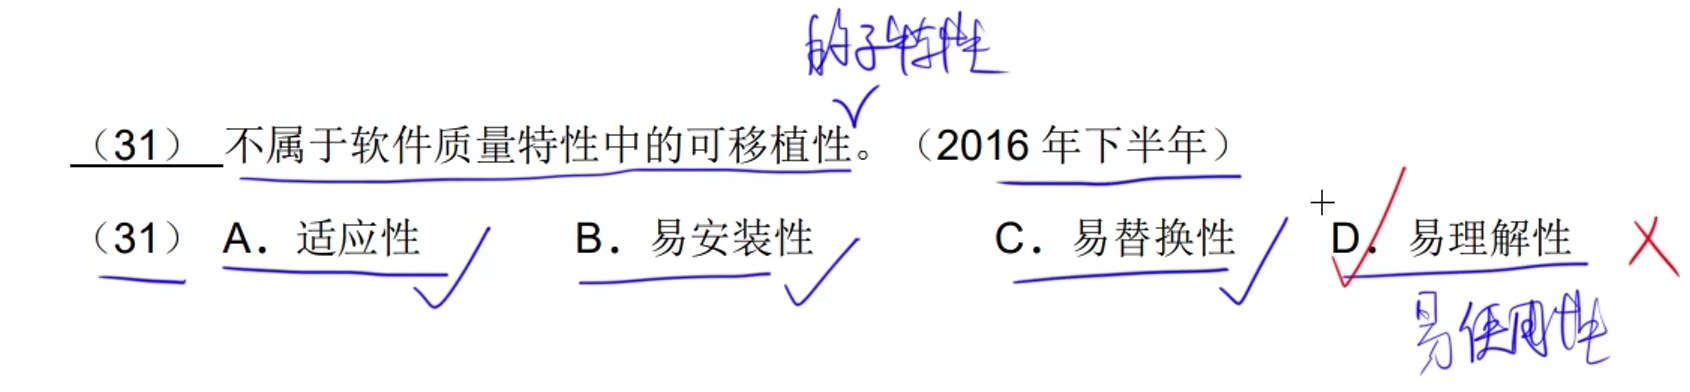 的子特性
（31） 不属于软件质量特性中的可移植性。（2016 年下半年）
（31） A．适应性 B．易安装性 C．易替换性 D．易理解性
易使用性